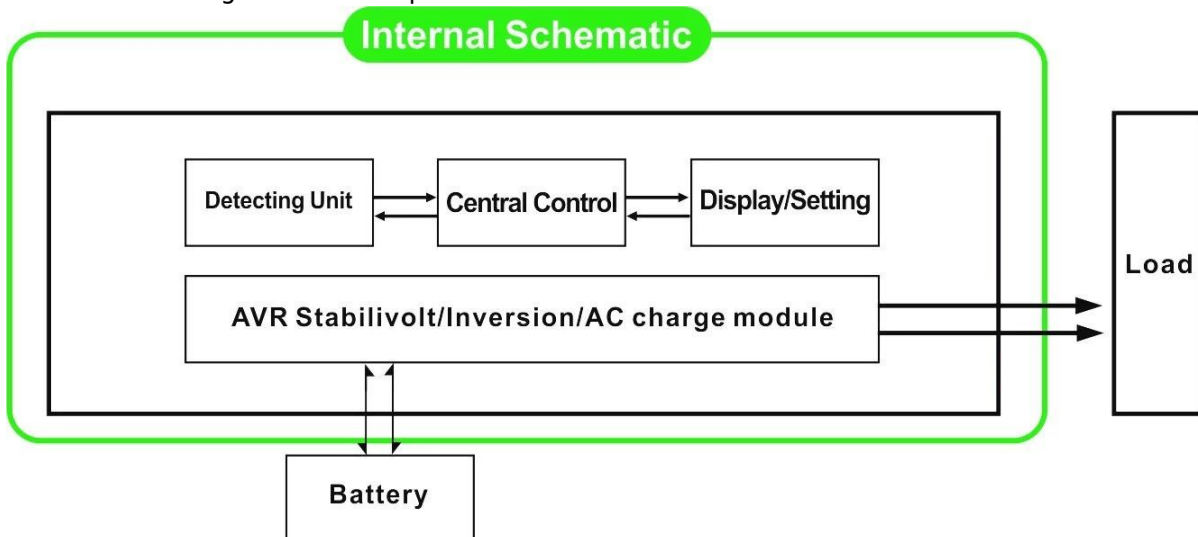 Internal Schematic
Detecting Unit
Central Control
Display/Setting
AVR Stabilivolt/Inversion/AC charge module
Load
Battery